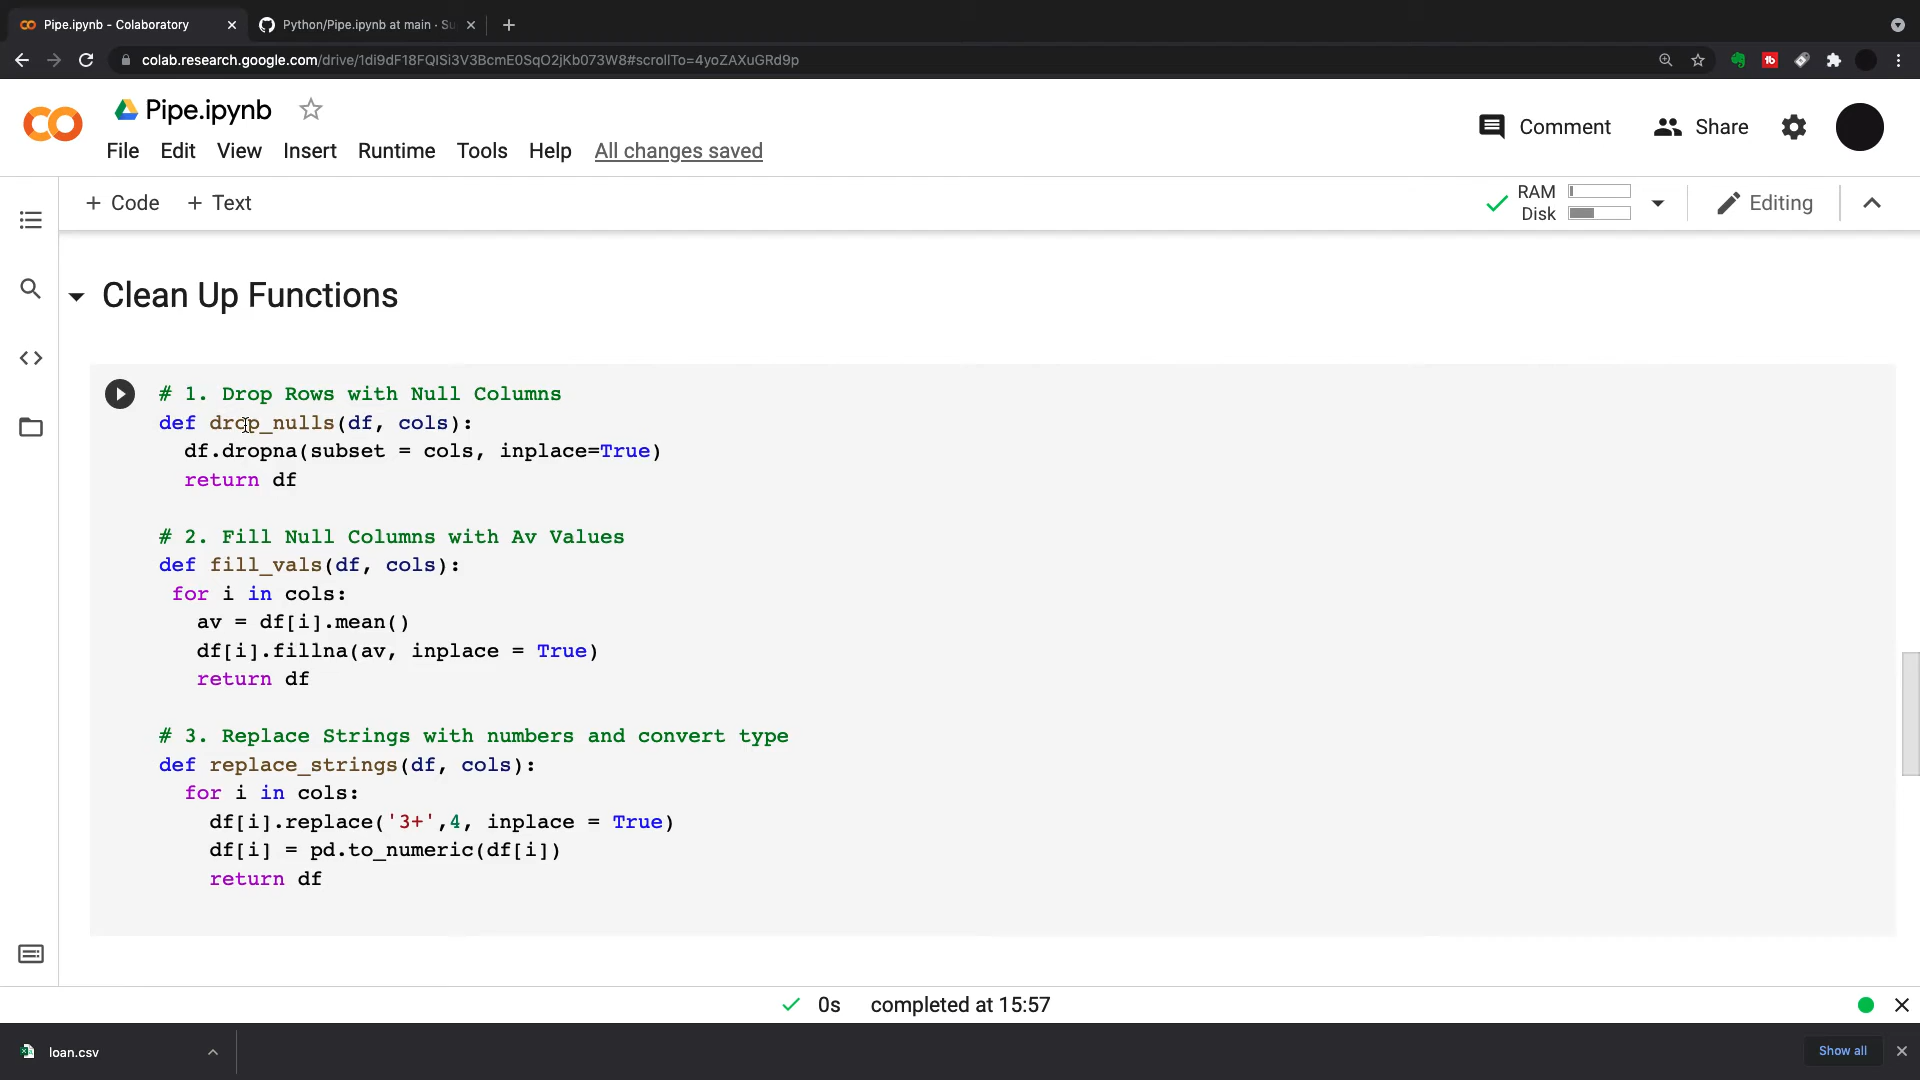 Pipe.ipynb - Colaboratory
Python/Pipe.ipynb at main · Su
colab.research.google.com/drive/1di9dF18FQISi3V3BcmE0SqO2jKb073W8#scrollTo=4yoZAXuGRd9p
Pipe.ipynb
Comment
Share
File Edit View Insert Runtime Tools Help All changes saved
+ Code + Text
RAM
Disk
Editing
Clean Up Functions
# 1. Drop Rows with Null Columns
def drop_nulls(df, cols):
df.dropna(subset = cols, inplace=True)
return df
# 2. Fill Null Columns with Av Values
def fill_vals(df, cols):
for i in cols:
av = df[i].mean()
df[i].fillna(av, inplace = True)
return df
# 3. Replace Strings with numbers and convert type
def replace_strings(df, cols):
for i in cols:
df[i].replace('3+',4, inplace = True)
df[i] = pd.to_numeric(df[i])
return df
0s completed at 15:57
loan.csv
Show all